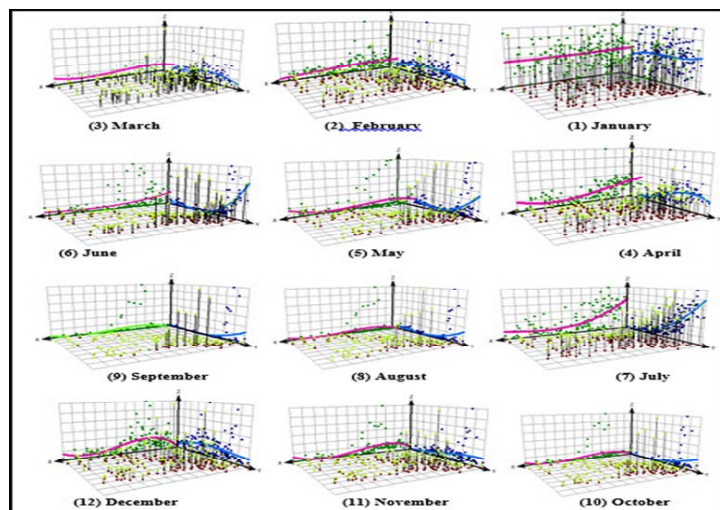 (3) March
(2) February
(1) January
(6) June
(5) May
(4) April
(9) September
(8) August
(7) July
(12) December
(11) November
(10) October